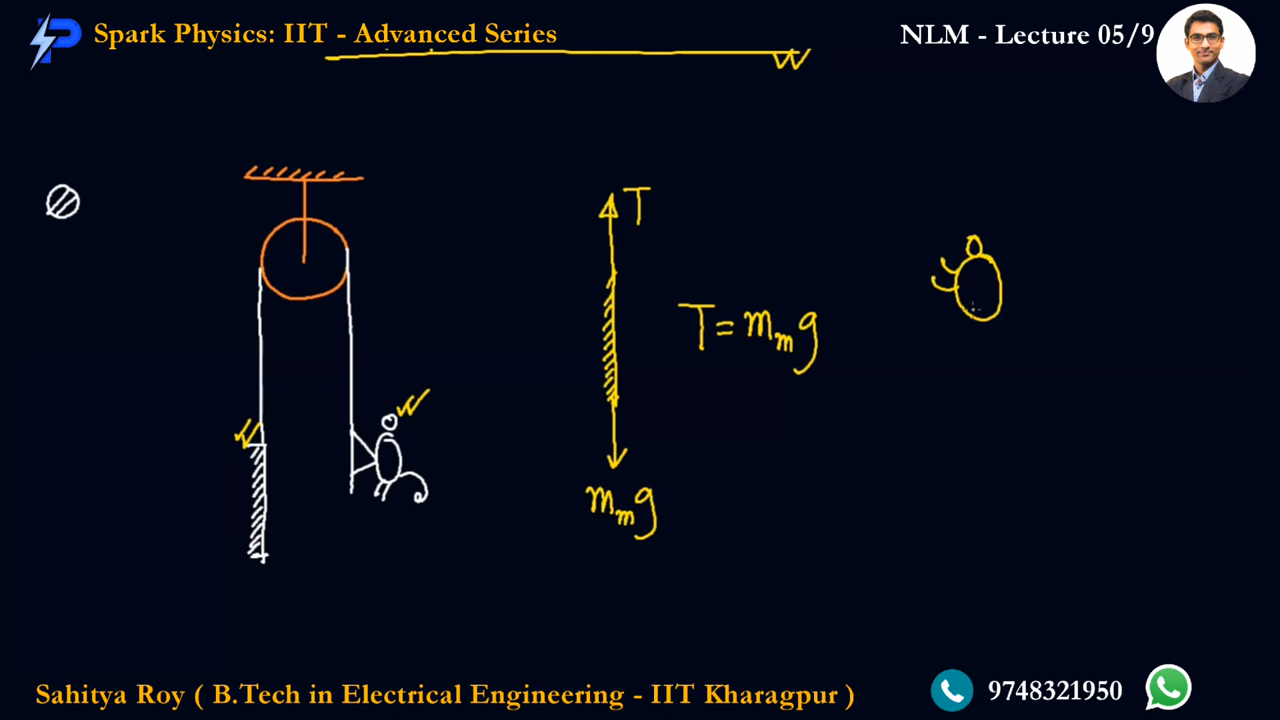 Spark Physics: IIT - Advanced Series
NLM - Lecture 05/9
T
T = mₘg
mₘg
Sahitya Roy ( B.Tech in Electrical Engineering - IIT Kharagpur )
9748321950